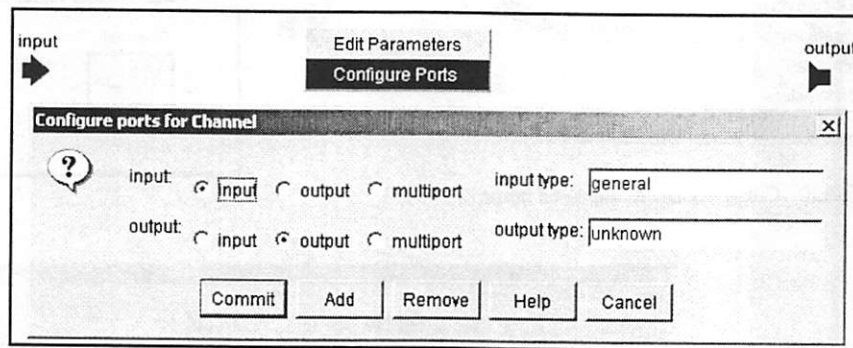 input
Edit Parameters
output
Configure Ports
Configure ports for Channel
input:
input
output
multiport
input type:
general
output:
input
output
multiport
output type:
unknown
Commit
Add
Remove
Help
Cancel